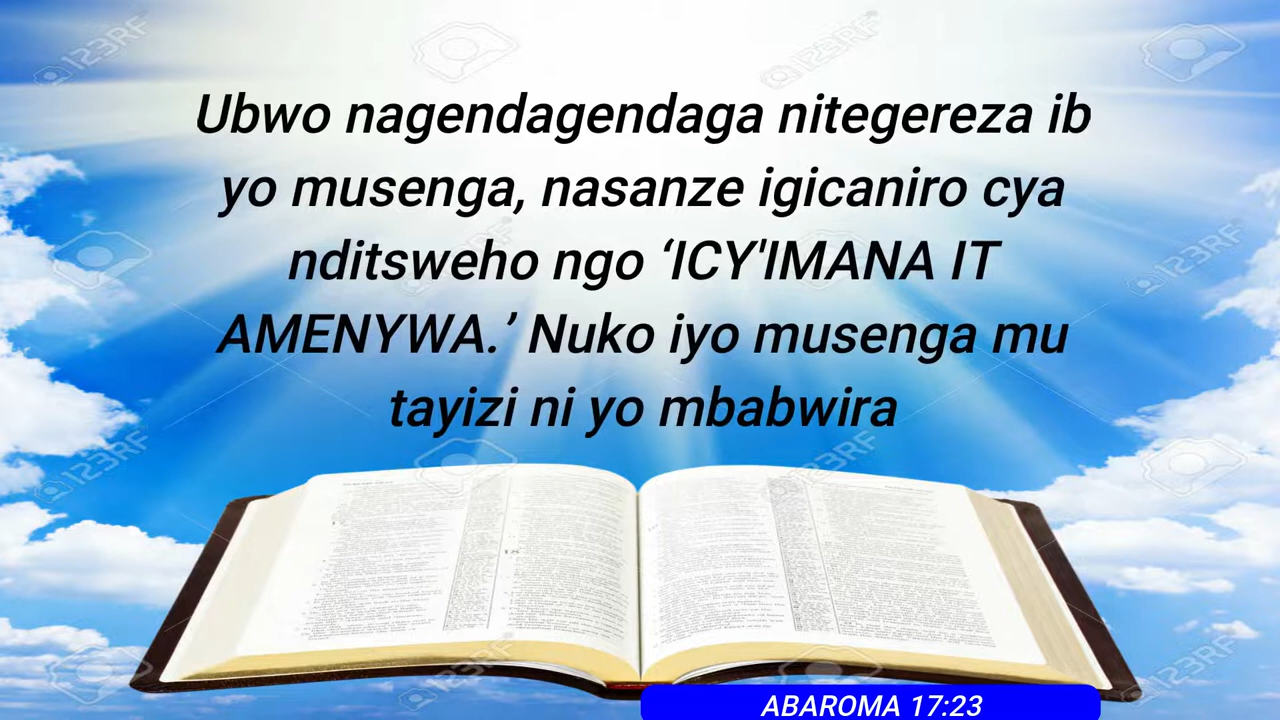 Ubwo nagendagendaga nitegereza ib
yo musenga, nasanze igicaniro cya
nditsweho ngo ‘ICY'IMANA IT
AMENYWA.’ Nuko iyo musenga mu
tayizi ni yo mbabwira
ABAROMA 17:23